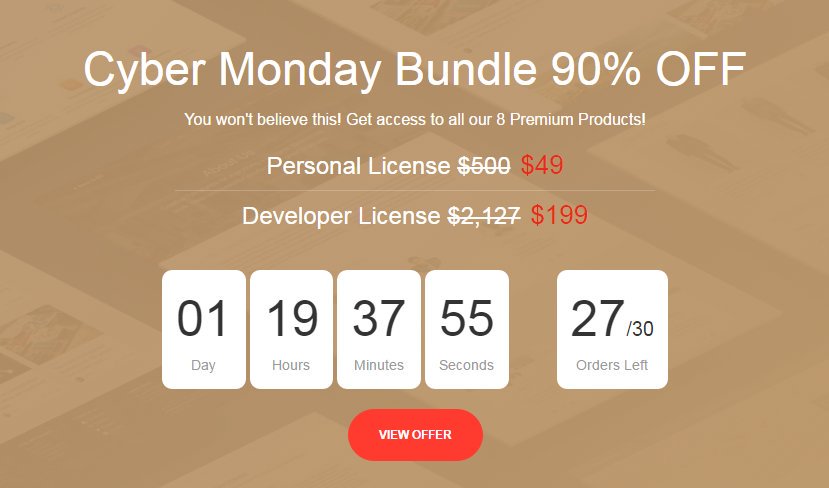 Cyber Monday Bundle 90% OFF
You won't believe this! Get access to all our 8 Premium Products!
Personal License $500 $49
Developer License $2,127 $199
01 19 37 55 27/30
Day Hours Minutes Seconds Orders Left
VIEW OFFER